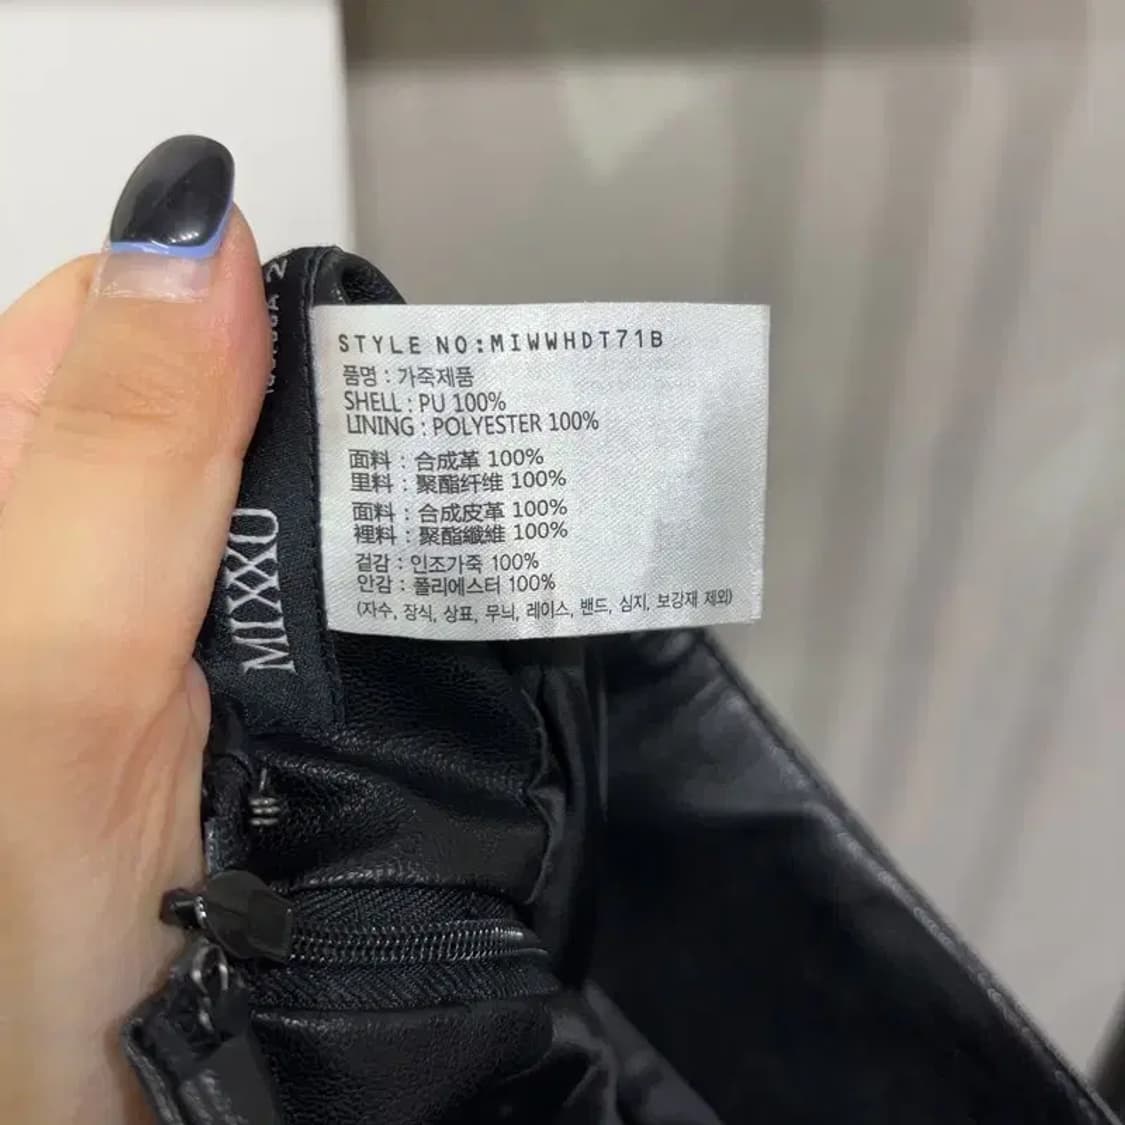 STYLE NO:MIWWHDT71B
품명 : 가죽제품
SHELL : PU 100%
LINING : POLYESTER 100%
面料 : 合成革 100%
里料 : 聚酯纤维 100%
面料 : 合成皮革 100%
裡料 : 聚酯纖維 100%
겉감 : 인조가죽 100%
안감 : 폴리에스터 100%
(자수, 장식, 상표, 무늬, 레이스, 밴드, 심지, 보강재 제외)
MIXXO